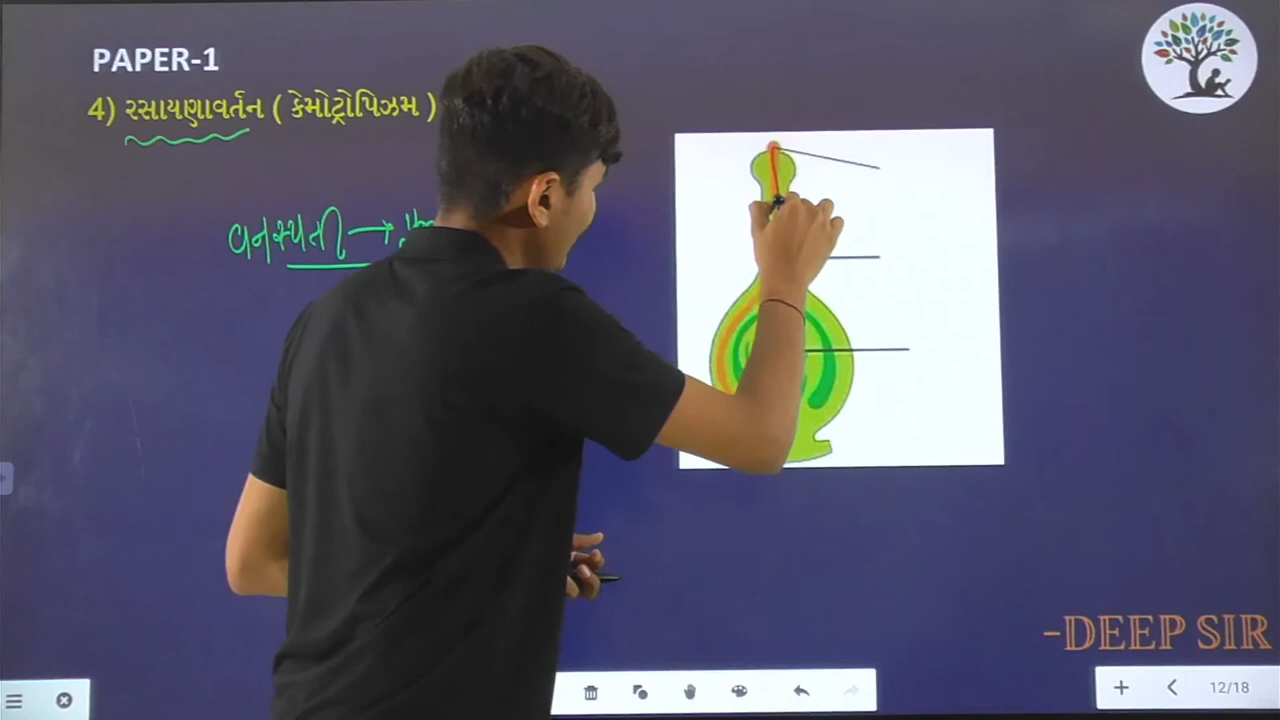 PAPER-1
4) રસાયણાવર્તન ( કેમોટ્રોપિઝમ )
વનસ્પતી →
-DEEP SIR
12/18